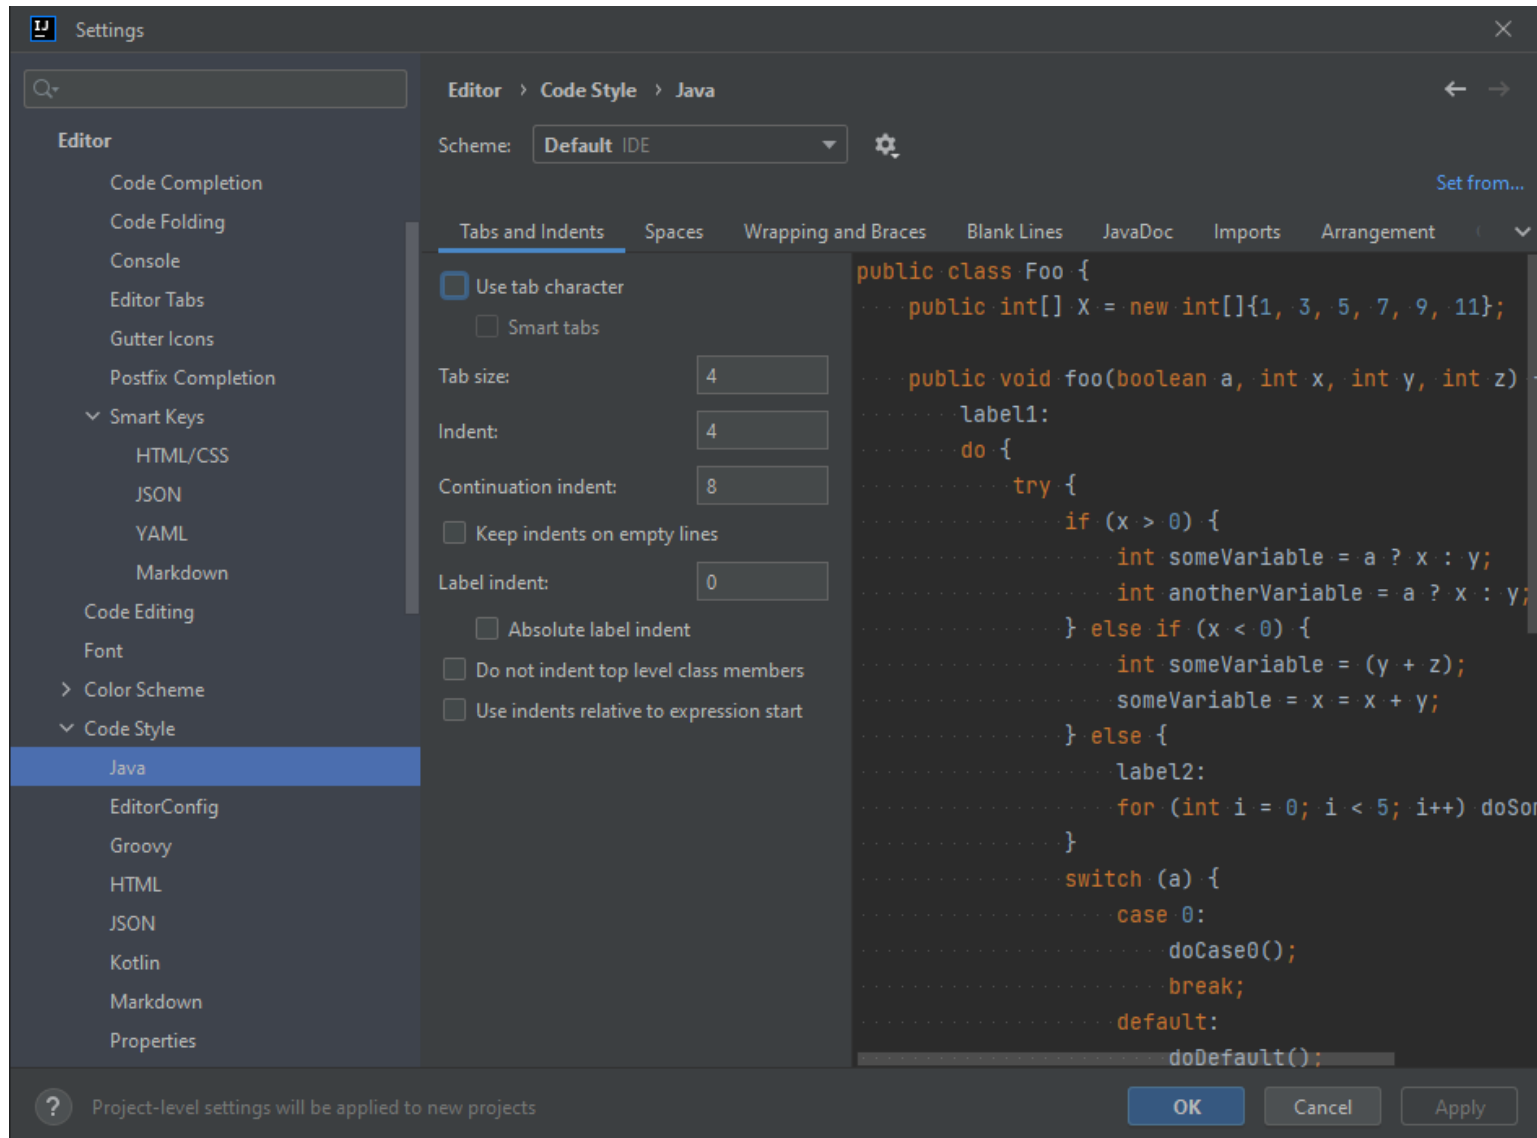 IJ Settings
Editor
Code Completion
Code Folding
Console
Editor Tabs
Gutter Icons
Postfix Completion
Smart Keys
HTML/CSS
JSON
YAML
Markdown
Code Editing
Font
Color Scheme
Code Style
Java
EditorConfig
Groovy
HTML
JSON
Kotlin
Markdown
Properties
Editor › Code Style › Java
Scheme: Default IDE
Set from...
Tabs and Indents Spaces Wrapping and Braces Blank Lines JavaDoc Imports Arrangement
Use tab character
Smart tabs
Tab size: 4
Indent: 4
Continuation indent: 8
Keep indents on empty lines
Label indent: 0
Absolute label indent
Do not indent top level class members
Use indents relative to expression start
public class Foo {
    public int[] X = new int[]{1, 3, 5, 7, 9, 11};
    public void foo(boolean a, int x, int y, int z)
        label1:
        do {
            try {
                if (x > 0) {
                    int someVariable = a ? x : y;
                    int anotherVariable = a ? x : y;
                } else if (x < 0) {
                    int someVariable = (y + z);
                    someVariable = x = x + y;
                } else {
                    label2:
                    for (int i = 0; i < 5; i++) doSo
                }
                switch (a) {
                    case 0:
                        doCase0();
                        break;
                    default:
                        doDefault();
? Project-level settings will be applied to new projects
OK Cancel Apply